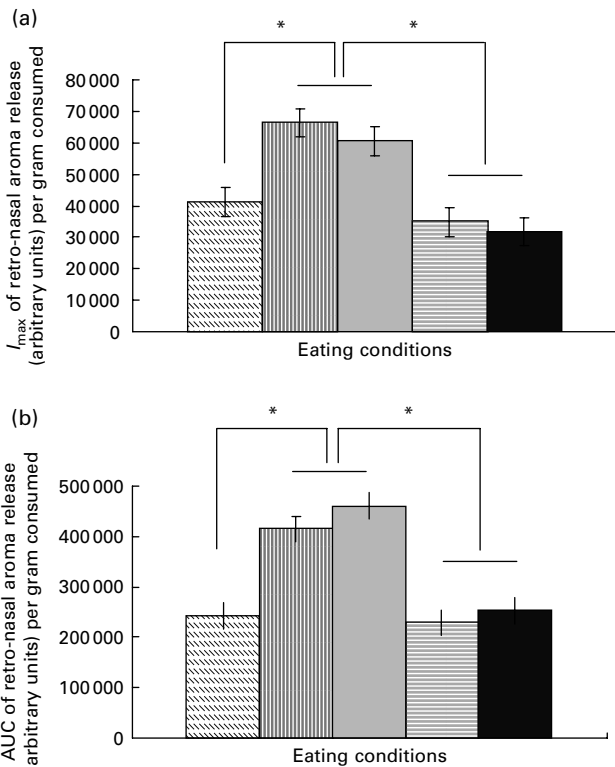 (a)
*
*
80 000
70 000
60 000
50 000
40 000
30 000
20 000
10 000
0
Imax of retro-nasal aroma release
(arbitrary units) per gram consumed
Eating conditions
(b)
*
*
500 000
400 000
300 000
200 000
100 000
0
AUC of retro-nasal aroma release
arbitrary units) per gram consumed
Eating conditions